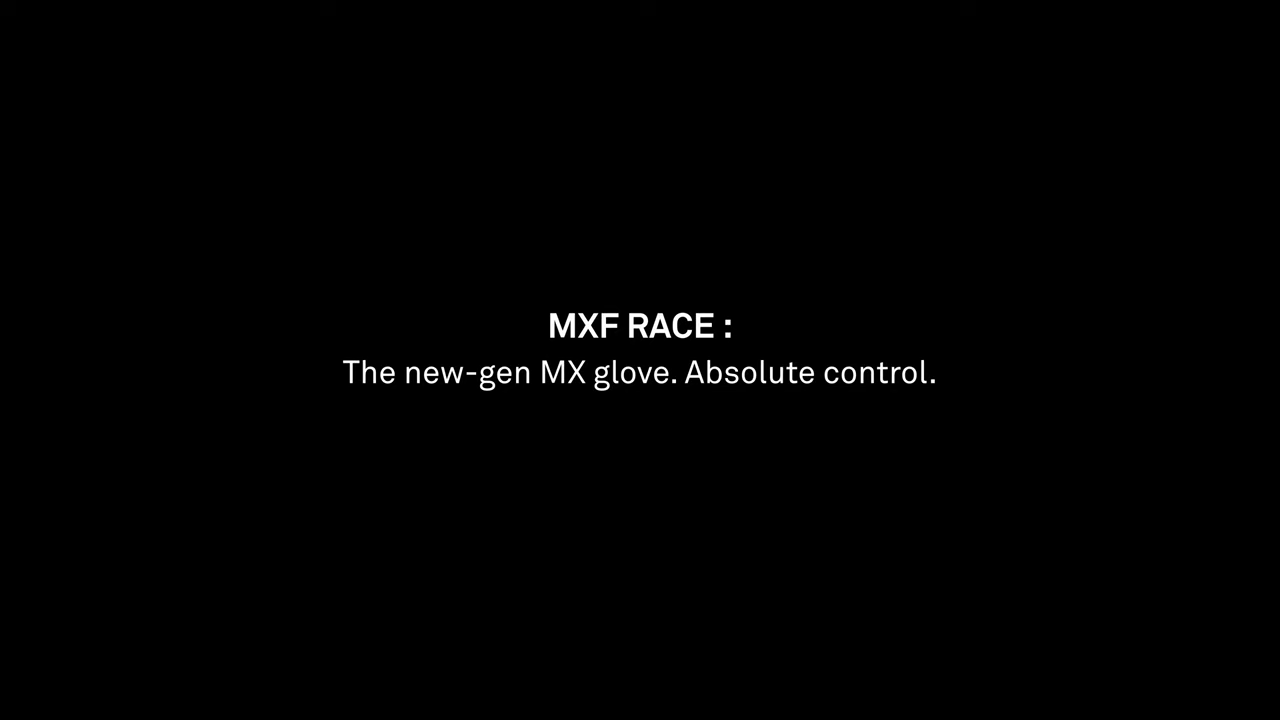 MXF RACE :
The new-gen MX glove. Absolute control.